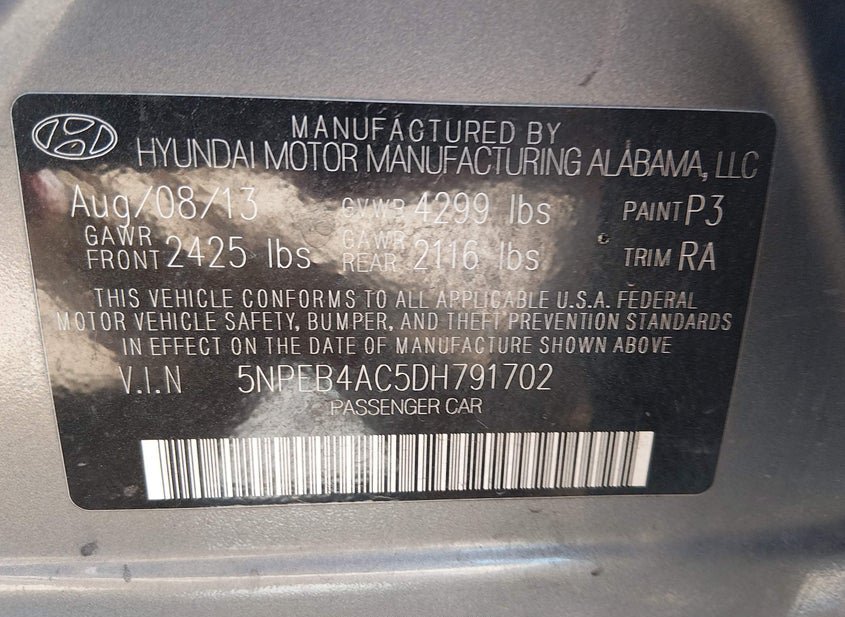 MANUFACTURED BY
HYUNDAI MOTOR MANUFACTURING ALABAMA, LLC
Aug/08/13 GVWR 4299 lbs PAINT P3
GAWR FRONT 2425 lbs GAWR REAR 2116 lbs TRIM RA
THIS VEHICLE CONFORMS TO ALL APPLICABLE U.S.A. FEDERAL
MOTOR VEHICLE SAFETY, BUMPER, AND THEFT PREVENTION STANDARDS
IN EFFECT ON THE DATE OF MANUFACTURE SHOWN ABOVE
V.I.N 5NPEB4AC5DH791702
PASSENGER CAR